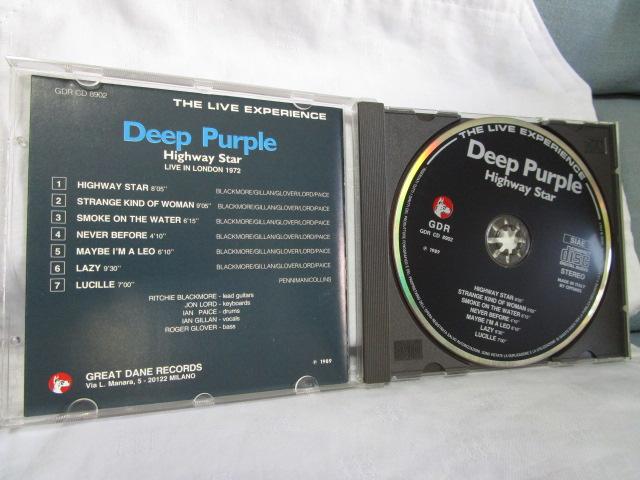 GDR CD 8902
THE LIVE EXPERIENCE
Deep Purple
Highway Star
LIVE IN LONDON 1972
1 HIGHWAY STAR 8'05" BLACKMORE/GILLAN/GLOVER/LORD/PAICE
2 STRANGE KIND OF WOMAN 9'05" BLACKMORE/GILLAN/GLOVER/LORD/PAICE
3 SMOKE ON THE WATER 6'15" BLACKMORE/GILLAN/GLOVER/LORD/PAICE
4 NEVER BEFORE 4'10" BLACKMORE/GILLAN/GLOVER/LORD/PAICE
5 MAYBE I'M A LEO 6'10" BLACKMORE/GILLAN/GLOVER/LORD/PAICE
6 LAZY 9'30" BLACKMORE/GILLAN/GLOVER/LORD/PAICE
7 LUCILLE 7'00" PENNIMAN/COLLINS
RITCHIE BLACKMORE - lead guitars
JON LORD - keyboards
IAN PAICE - drums
IAN GILLAN - vocals
ROGER GLOVER - bass
GREAT DANE RECORDS
Via L. Manara, 5 - 20122 MILANO
℗ 1989
THE LIVE EXPERIENCE
Deep Purple
Highway Star
GDR
GDR CD 8902
℗ 1989
SIAE
COMPACT
disc
DIGITAL AUDIO
STEREO
MADE IN ITALY
HIGHWAY STAR
STRANGE KIND OF WOMAN
SMOKE ON THE WATER
NEVER BEFORE
MAYBE I'M A LEO
LAZY
LUCILLE